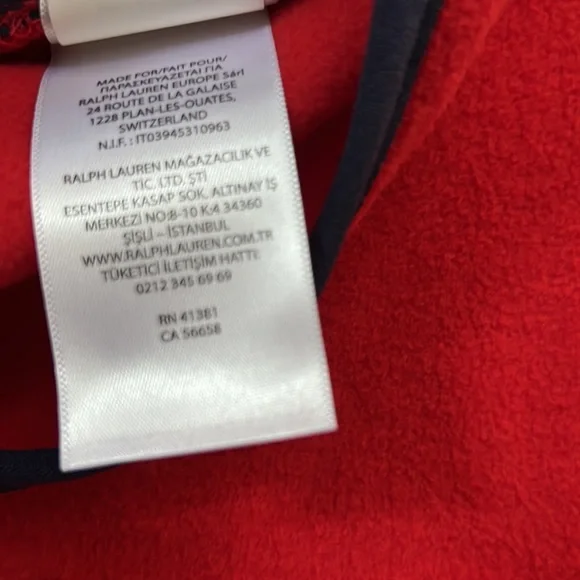 MADE FOR/FAIT POUR/
ΠΑΡΑΣΚΕΥΑΖΕΤΑΙ ΓΙΑ
RALPH LAUREN EUROPE Sárl
24 ROUTE DE LA GALAISE
1228 PLAN-LES-OUATES,
SWITZERLAND
N.I.F.: IT03945310963
RALPH LAUREN MAĞAZACILIK VE
TİC. LTD. ŞTİ
ESENTEPE KASAP SOK. ALTINAY İŞ
MERKEZİ NO:8-10 K:4 34360
ŞİŞLİ – İSTANBUL
WWW.RALPHLAUREN.COM.TR
TÜKETİCİ İLETİŞİM HATTI:
0212 345 69 69
RN 41381
CA 56658